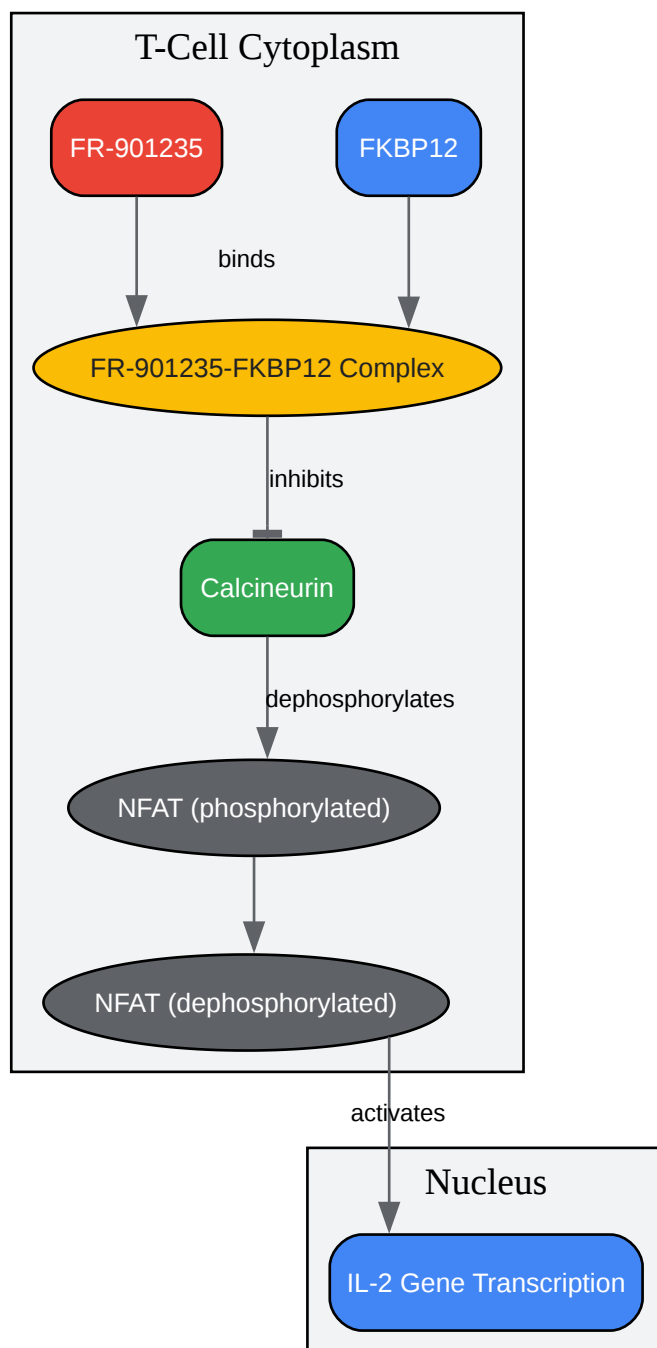 T-Cell Cytoplasm
FR-901235
FKBP12
binds
FR-901235-FKBP12 Complex
inhibits
Calcineurin
dephosphorylates
NFAT (phosphorylated)
NFAT (dephosphorylated)
activates
Nucleus
IL-2 Gene Transcription